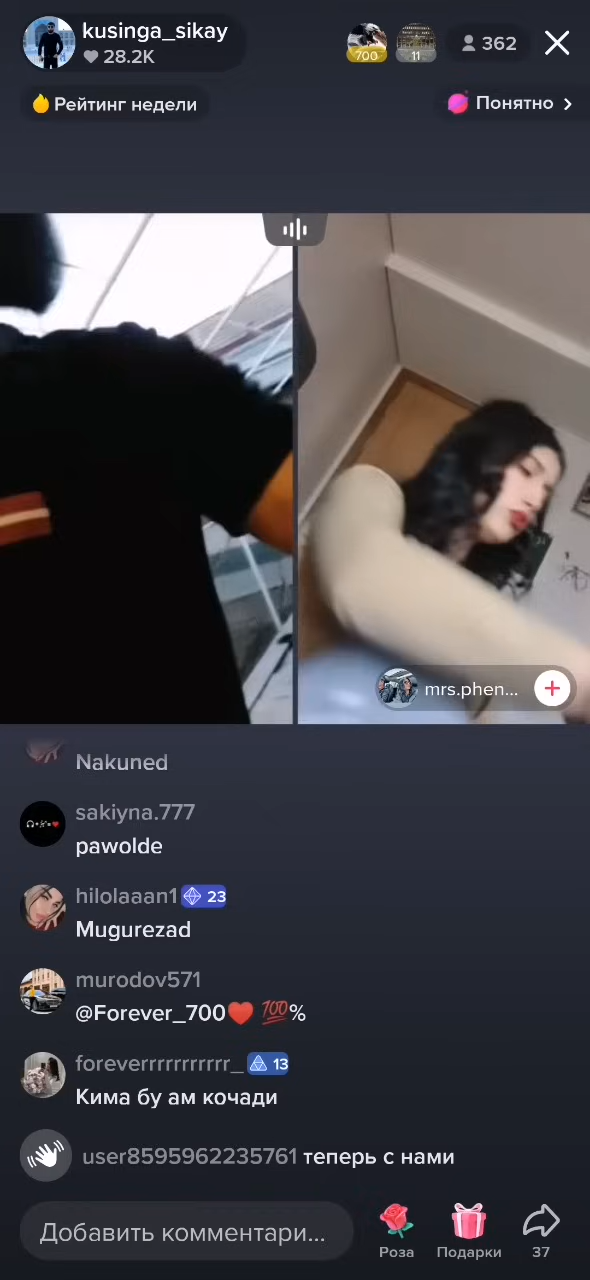 kusinga_sikay
28.2K
700
11
362
Рейтинг недели
Понятно
mrs.phen...
Nakuned
sakiyna.777
pawolde
hilolaaan1 23
Mugurezad
murodov571
@Forever_700❤️ 💯%
foreverrrrrrrrrrr_ 13
Кима бу ам кочади
user8595962235761 теперь с нами
Добавить комментари...
Роза
Подарки
37